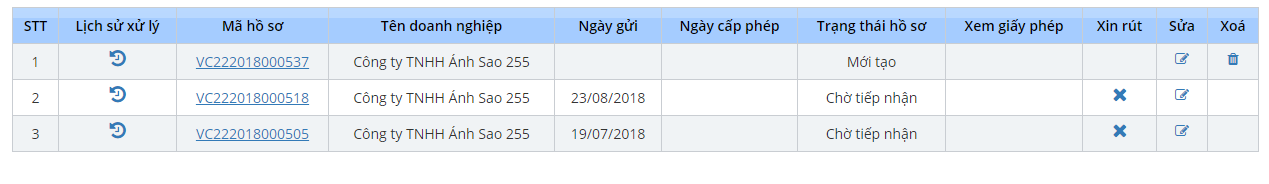 STT Lịch sử xử lý Mã hồ sơ Tên doanh nghiệp Ngày gửi Ngày cấp phép Trạng thái hồ sơ Xem giấy phép Xin rút Sửa Xoá
1 VC222018000537 Công ty TNHH Ánh Sao 255 Mới tạo
2 VC222018000518 Công ty TNHH Ánh Sao 255 23/08/2018 Chờ tiếp nhận
3 VC222018000505 Công ty TNHH Ánh Sao 255 19/07/2018 Chờ tiếp nhận